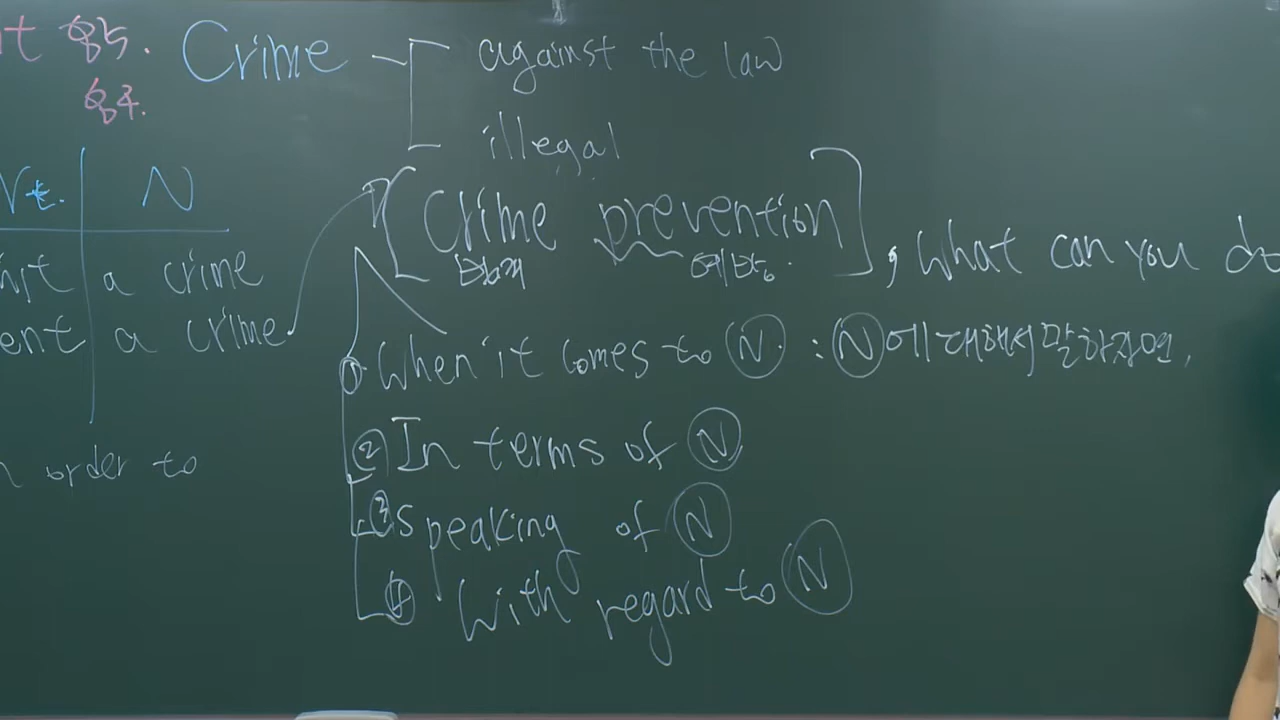 Crime
against the law
illegal
N
Crime prevention, what can you do
범죄 예방
a crime
a crime
① When it comes to N : N에 대해서 말하자면,
② In terms of N
order to
③ speaking of N
④ With regard to N